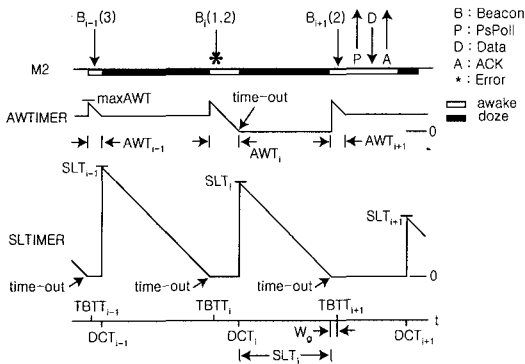 B_{i-1}(3) B_i(1,2) B_{i+1}(2) D
B : Beacon
P : PsPoll
D : Data
A : ACK
* : Error
*
P A
M2
maxAWT
time-out
awake
doze
AWTIMER
0
AWT_{i-1} AWT_i AWT_{i+1}
SLT_{i-1}
SLT_i
SLT_{i+1}
SLTIMER
0
time-out time-out time-out
TBTT_{i-1} TBTT_i TBTT_{i+1}
t
DCT_{i-1} DCT_i W_g DCT_{i+1}
SLT_i